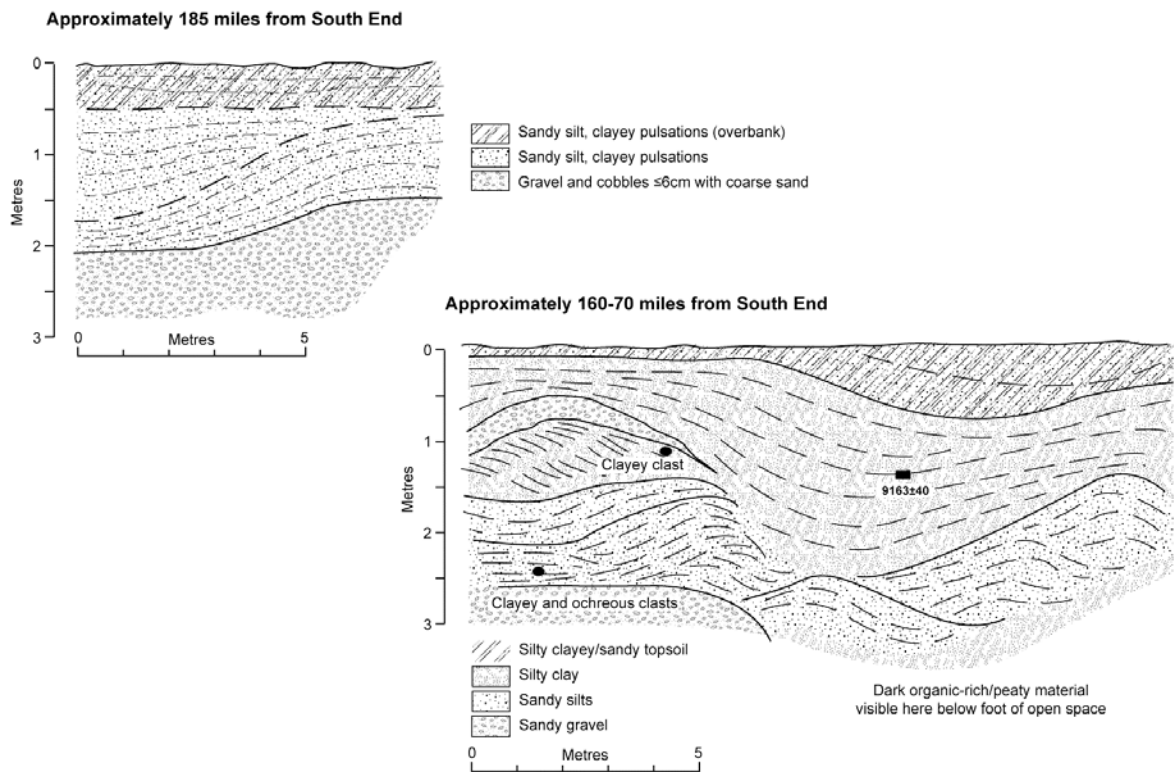 Approximately 185 miles from South End
0
1
2
3
Metres
0
5
Metres
Sandy silt, clayey pulsations (overbank)
Sandy silt, clayey pulsations
Gravel and cobbles ≤6cm with coarse sand
Approximately 160-70 miles from South End
0
1
2
3
Metres
Clayey clast
9163±40
Clayey and ochreous clasts
Silty clayey/sandy topsoil
Silty clay
Sandy silts
Sandy gravel
Dark organic-rich/peaty material
visible here below foot of open space
Metres
0
5